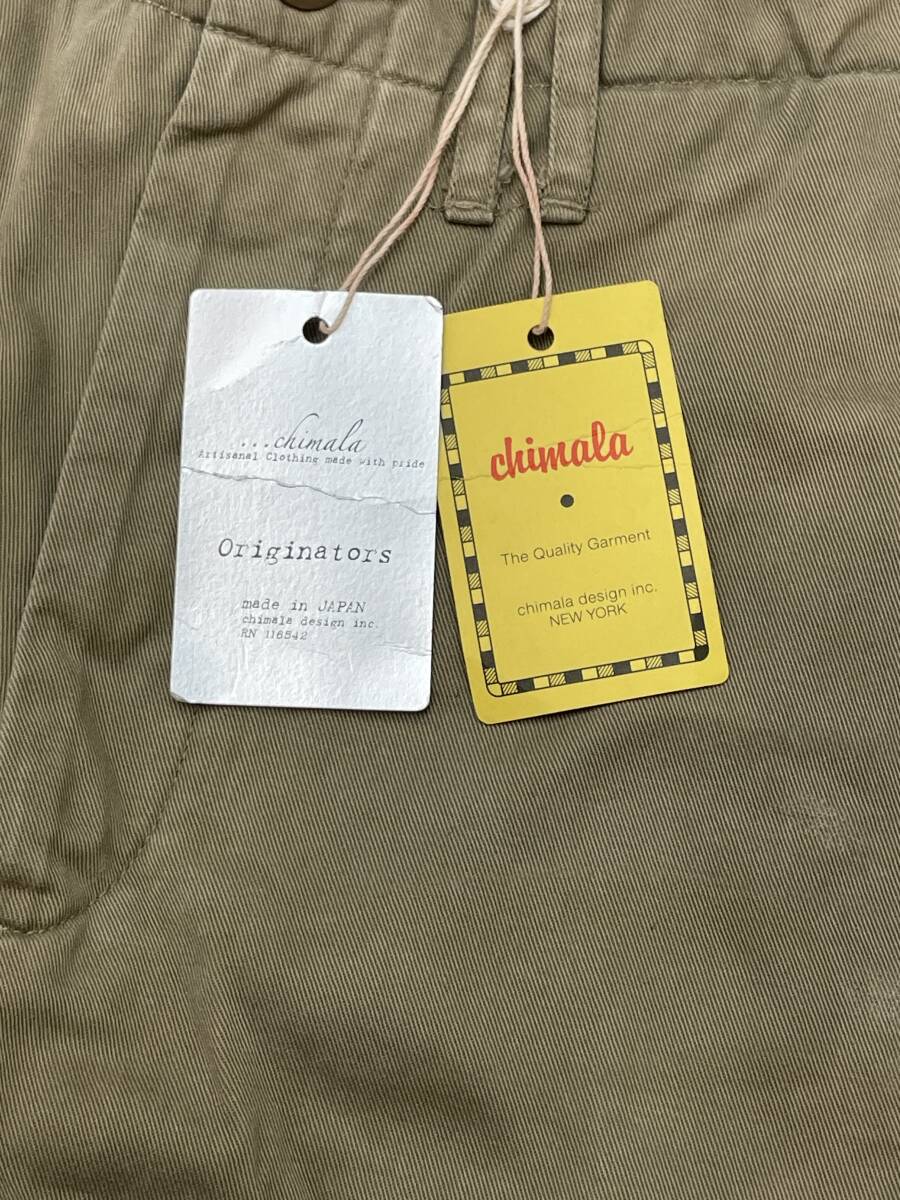 ...chimala
Artisanal Clothing made with pride
Originators
made in JAPAN
chimala design inc.
RN 116542
chimala
The Quality Garment
chimala design inc.
NEW YORK